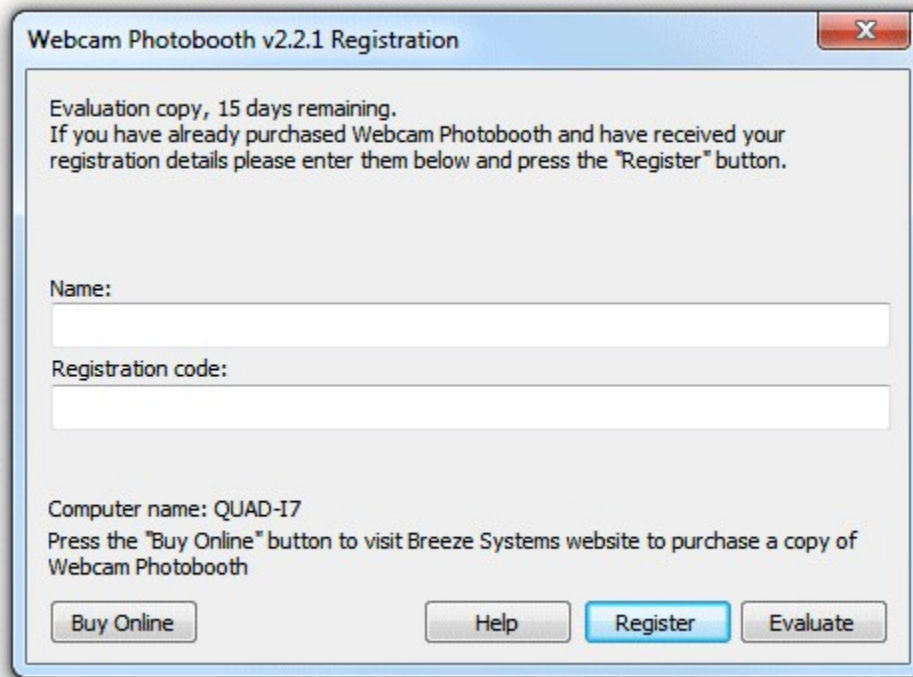 Webcam Photobooth v2.2.1 Registration
Evaluation copy, 15 days remaining.
If you have already purchased Webcam Photobooth and have received your
registration details please enter them below and press the "Register" button.
Name:
Registration code:
Computer name: QUAD-I7
Press the "Buy Online" button to visit Breeze Systems website to purchase a copy of
Webcam Photobooth
Buy Online
Help
Register
Evaluate